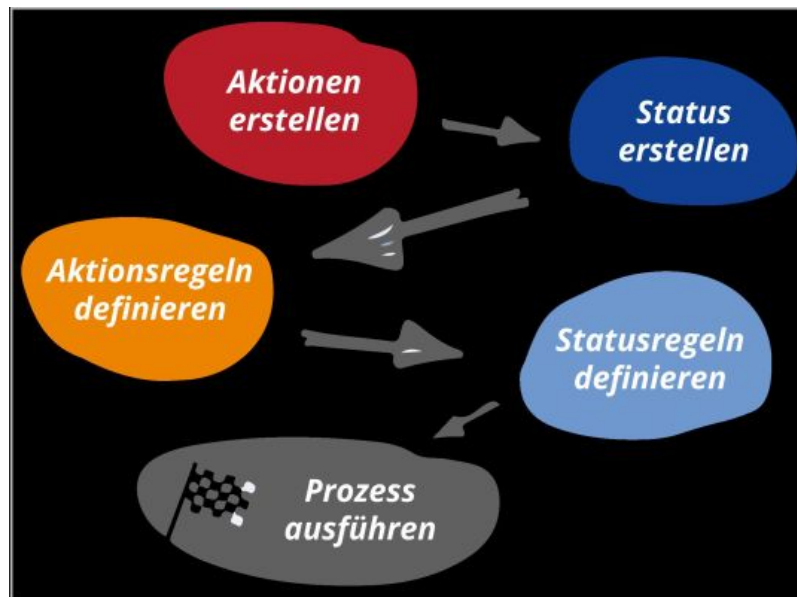 Aktionen
erstellen
Status
erstellen
Aktionsregeln
definieren
Statusregeln
definieren
Prozess
ausführen